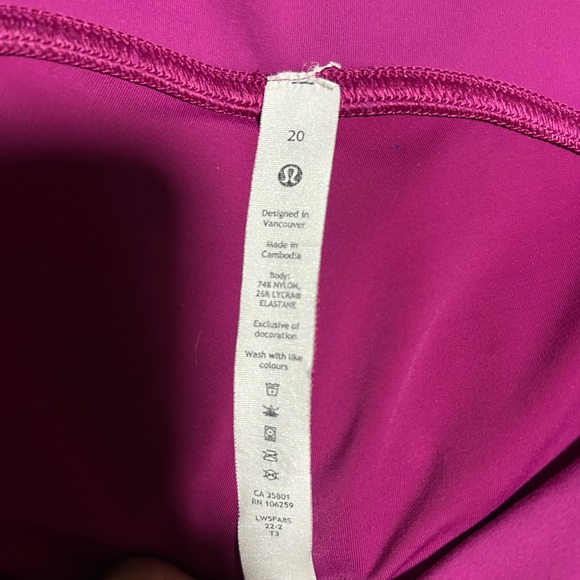 20
Designed in
Vancouver
Made in
Cambodia
Body:
74% NYLON,
26% LYCRA®
ELASTANE
Exclusive of
decoration
Wash with like
colours
CA 35801
RN 106259
LW5FARS
22-2
T3